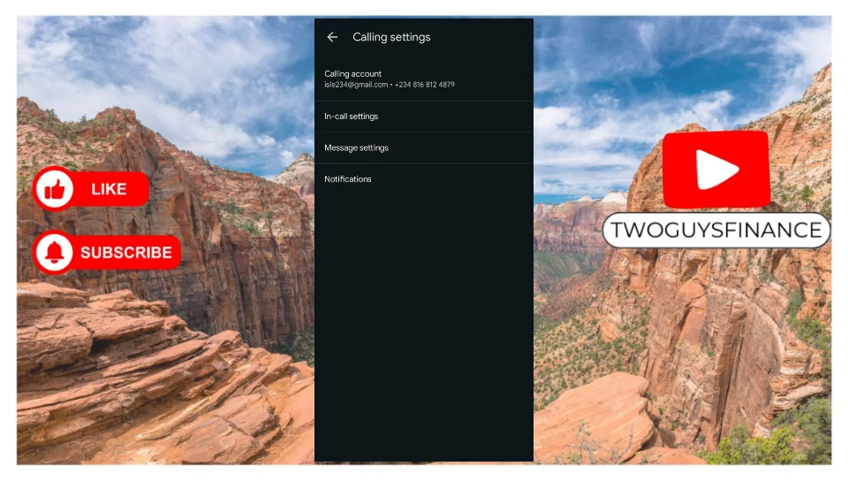 Calling settings
Calling account
isle234@gmail.com • +234 816 812 4879
In-call settings
Message settings
Notifications
LIKE
SUBSCRIBE
TWOGUYSFINANCE